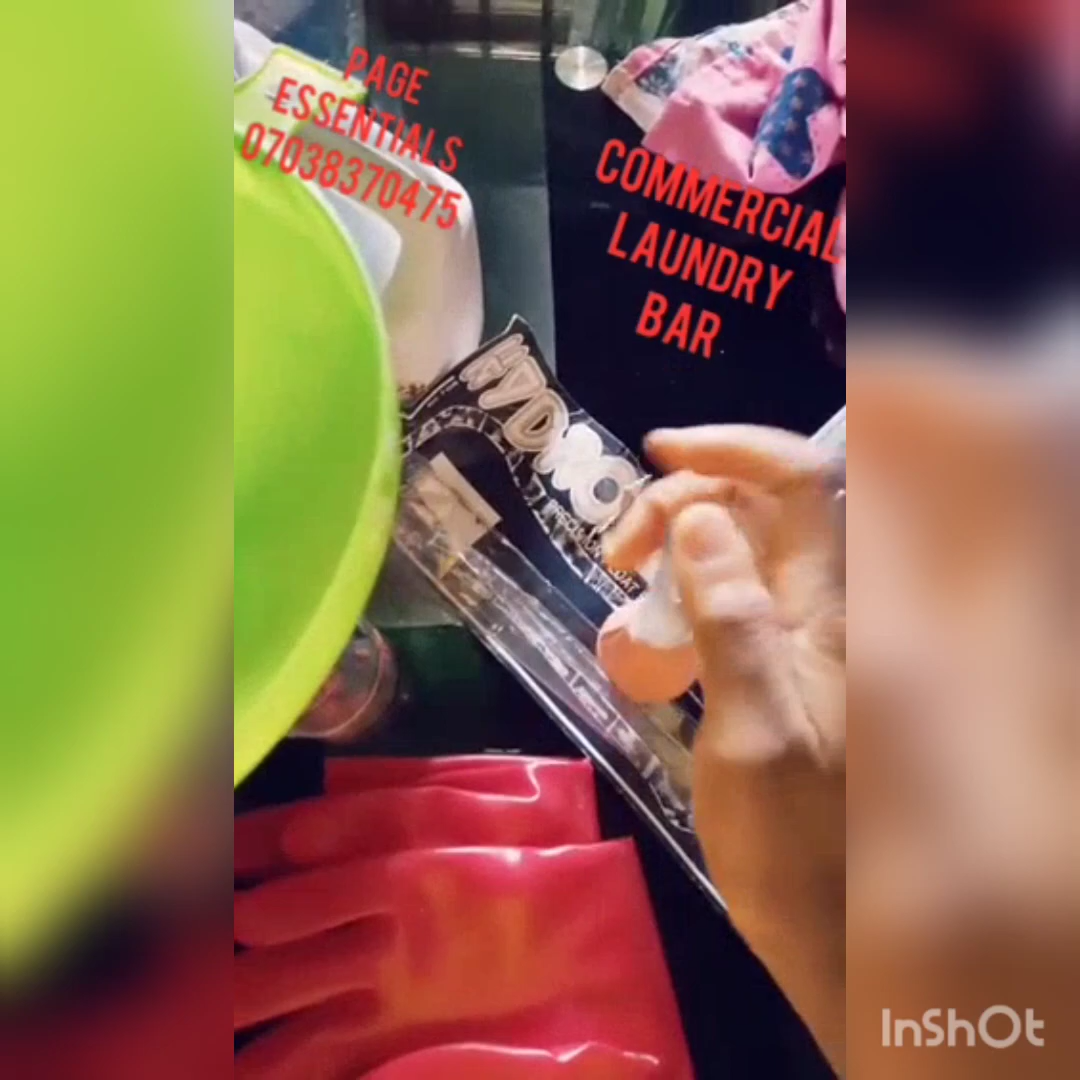 PAGE
ESSENTIALS
07038370475
COMMERCIAL
LAUNDRY
BAR
InShOt